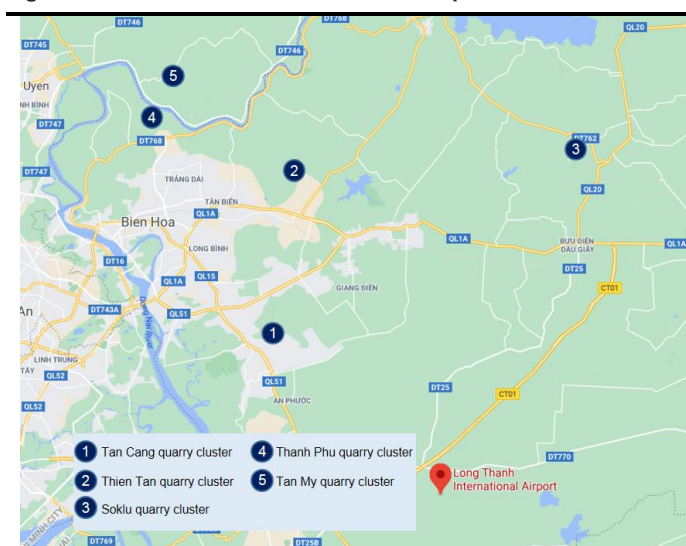 DT746
DT768
QL20
DT745
DT746
5
Uyen
NH BÌNH
4
DT747
DT768
DT762
3
2
DT747
TRẢNG DÀI
QL20
TÂN BIÊN
QL1A
Bien Hoa
QL1A
BƯU ĐIỆN
DẦU GIÂY
QL1A
LONG BÌNH
DT16
DT25
QL1A
QL15
GIANG ĐIỀN
CT01
An
DT743A
QL51
Dong Nai River
1
LINH TRUNG
TÂY
QL52
QL51
DT25
CT01
QL52
AN PHƯỚC
1 Tan Cang quarry cluster
4 Thanh Phu quarry cluster
2 Thien Tan quarry cluster
5 Tan My quarry cluster
3 Soklu quarry cluster
DT770
Long Thanh
International Airport
MINH CITY
DT769
DT25B